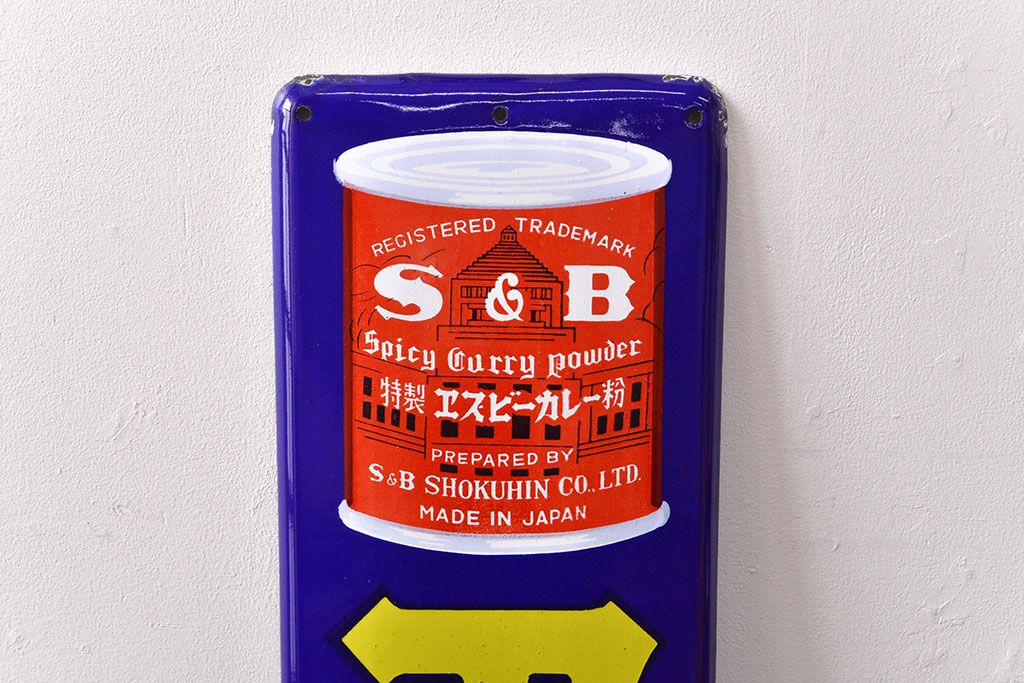 REGISTERED TRADEMARK
S & B
Spicy Curry Powder
特製 ヱスビーカレー粉
PREPARED BY
S&B SHOKUHIN CO., LTD.
MADE IN JAPAN